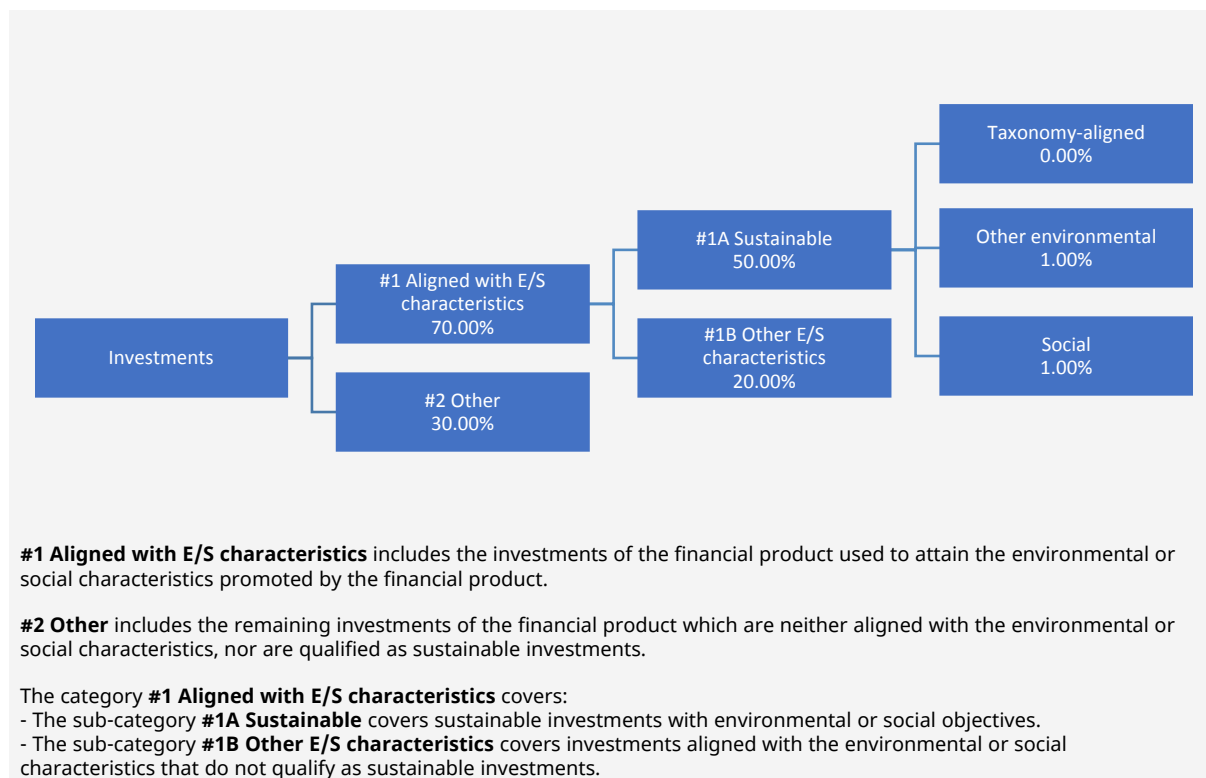 Investments
#1 Aligned with E/S
characteristics
70.00%
#2 Other
30.00%
#1A Sustainable
50.00%
#1B Other E/S
characteristics
20.00%
Taxonomy-aligned
0.00%
Other environmental
1.00%
Social
1.00%
#1 Aligned with E/S characteristics includes the investments of the financial product used to attain the environmental or
social characteristics promoted by the financial product.
#2 Other includes the remaining investments of the financial product which are neither aligned with the environmental or
social characteristics, nor are qualified as sustainable investments.
The category #1 Aligned with E/S characteristics covers:
- The sub-category #1A Sustainable covers sustainable investments with environmental or social objectives.
- The sub-category #1B Other E/S characteristics covers investments aligned with the environmental or social
characteristics that do not qualify as sustainable investments.